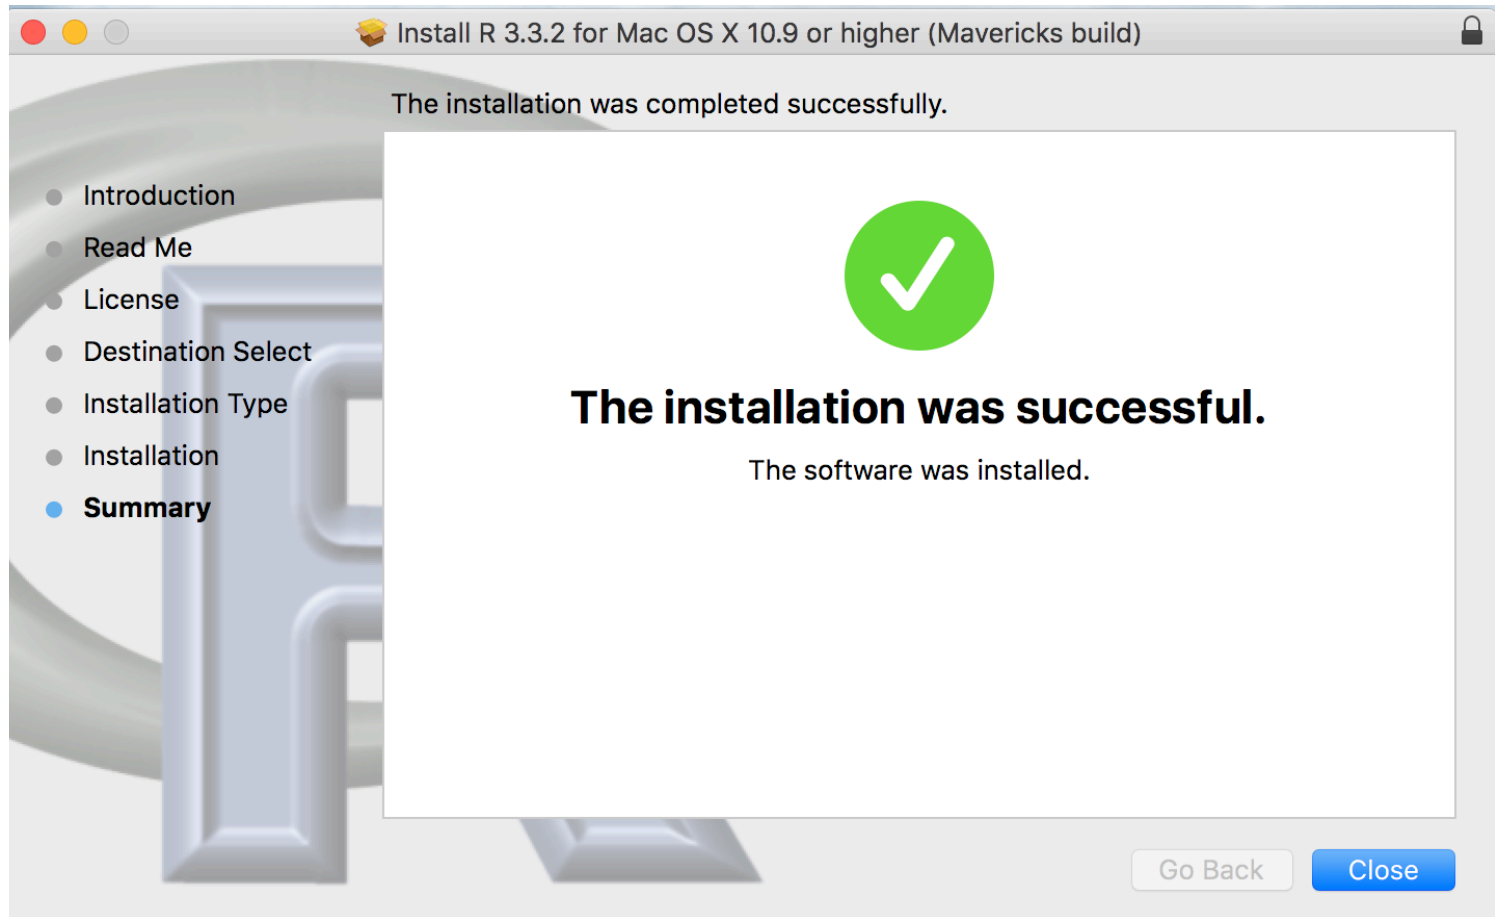 Install R 3.3.2 for Mac OS X 10.9 or higher (Mavericks build)
The installation was completed successfully.
Introduction
Read Me
License
Destination Select
Installation Type
Installation
Summary
The installation was successful.
The software was installed.
Go Back
Close